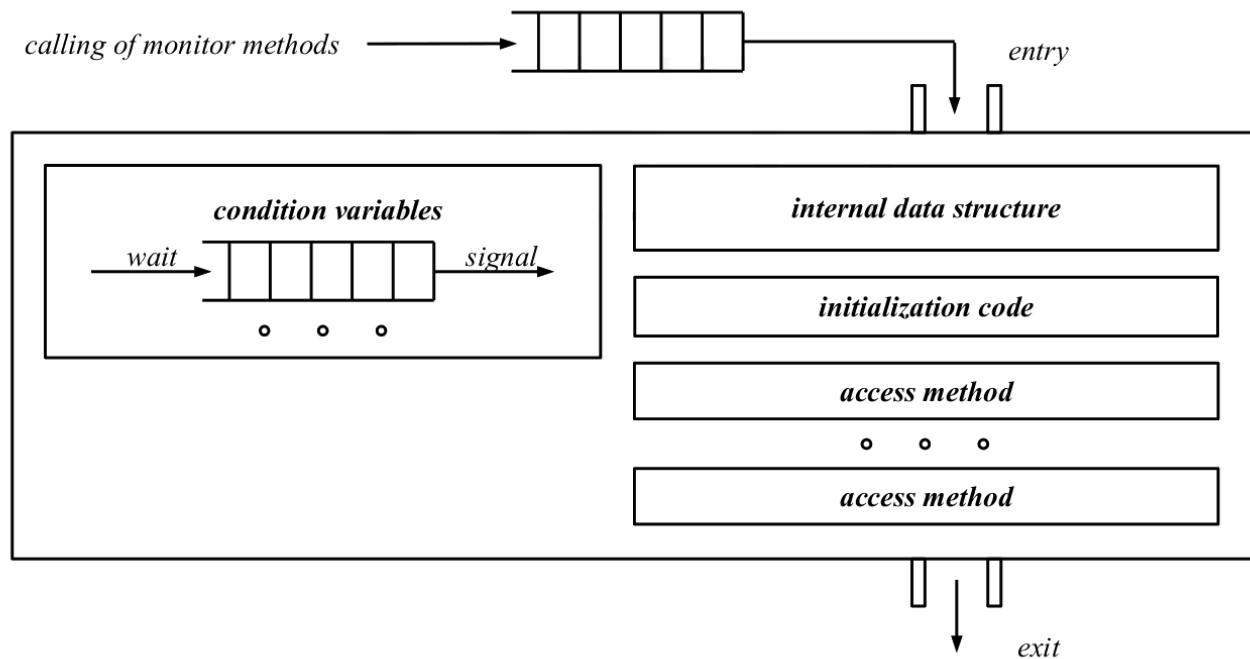 calling of monitor methods
entry
condition variables
wait
signal
internal data structure
initialization code
access method
access method
exit